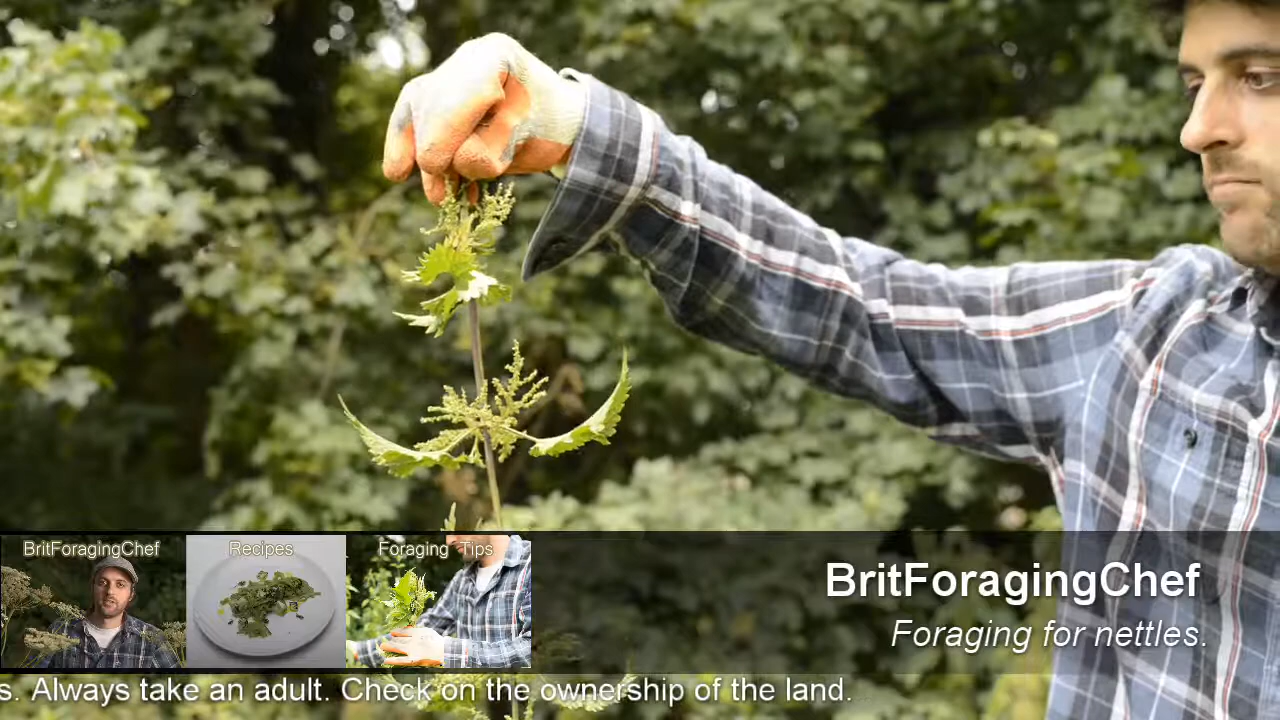 BritForagingChef
Recipes
Foraging Tips
BritForagingChef
Foraging for nettles.
s. Always take an adult. Check on the ownership of the land.